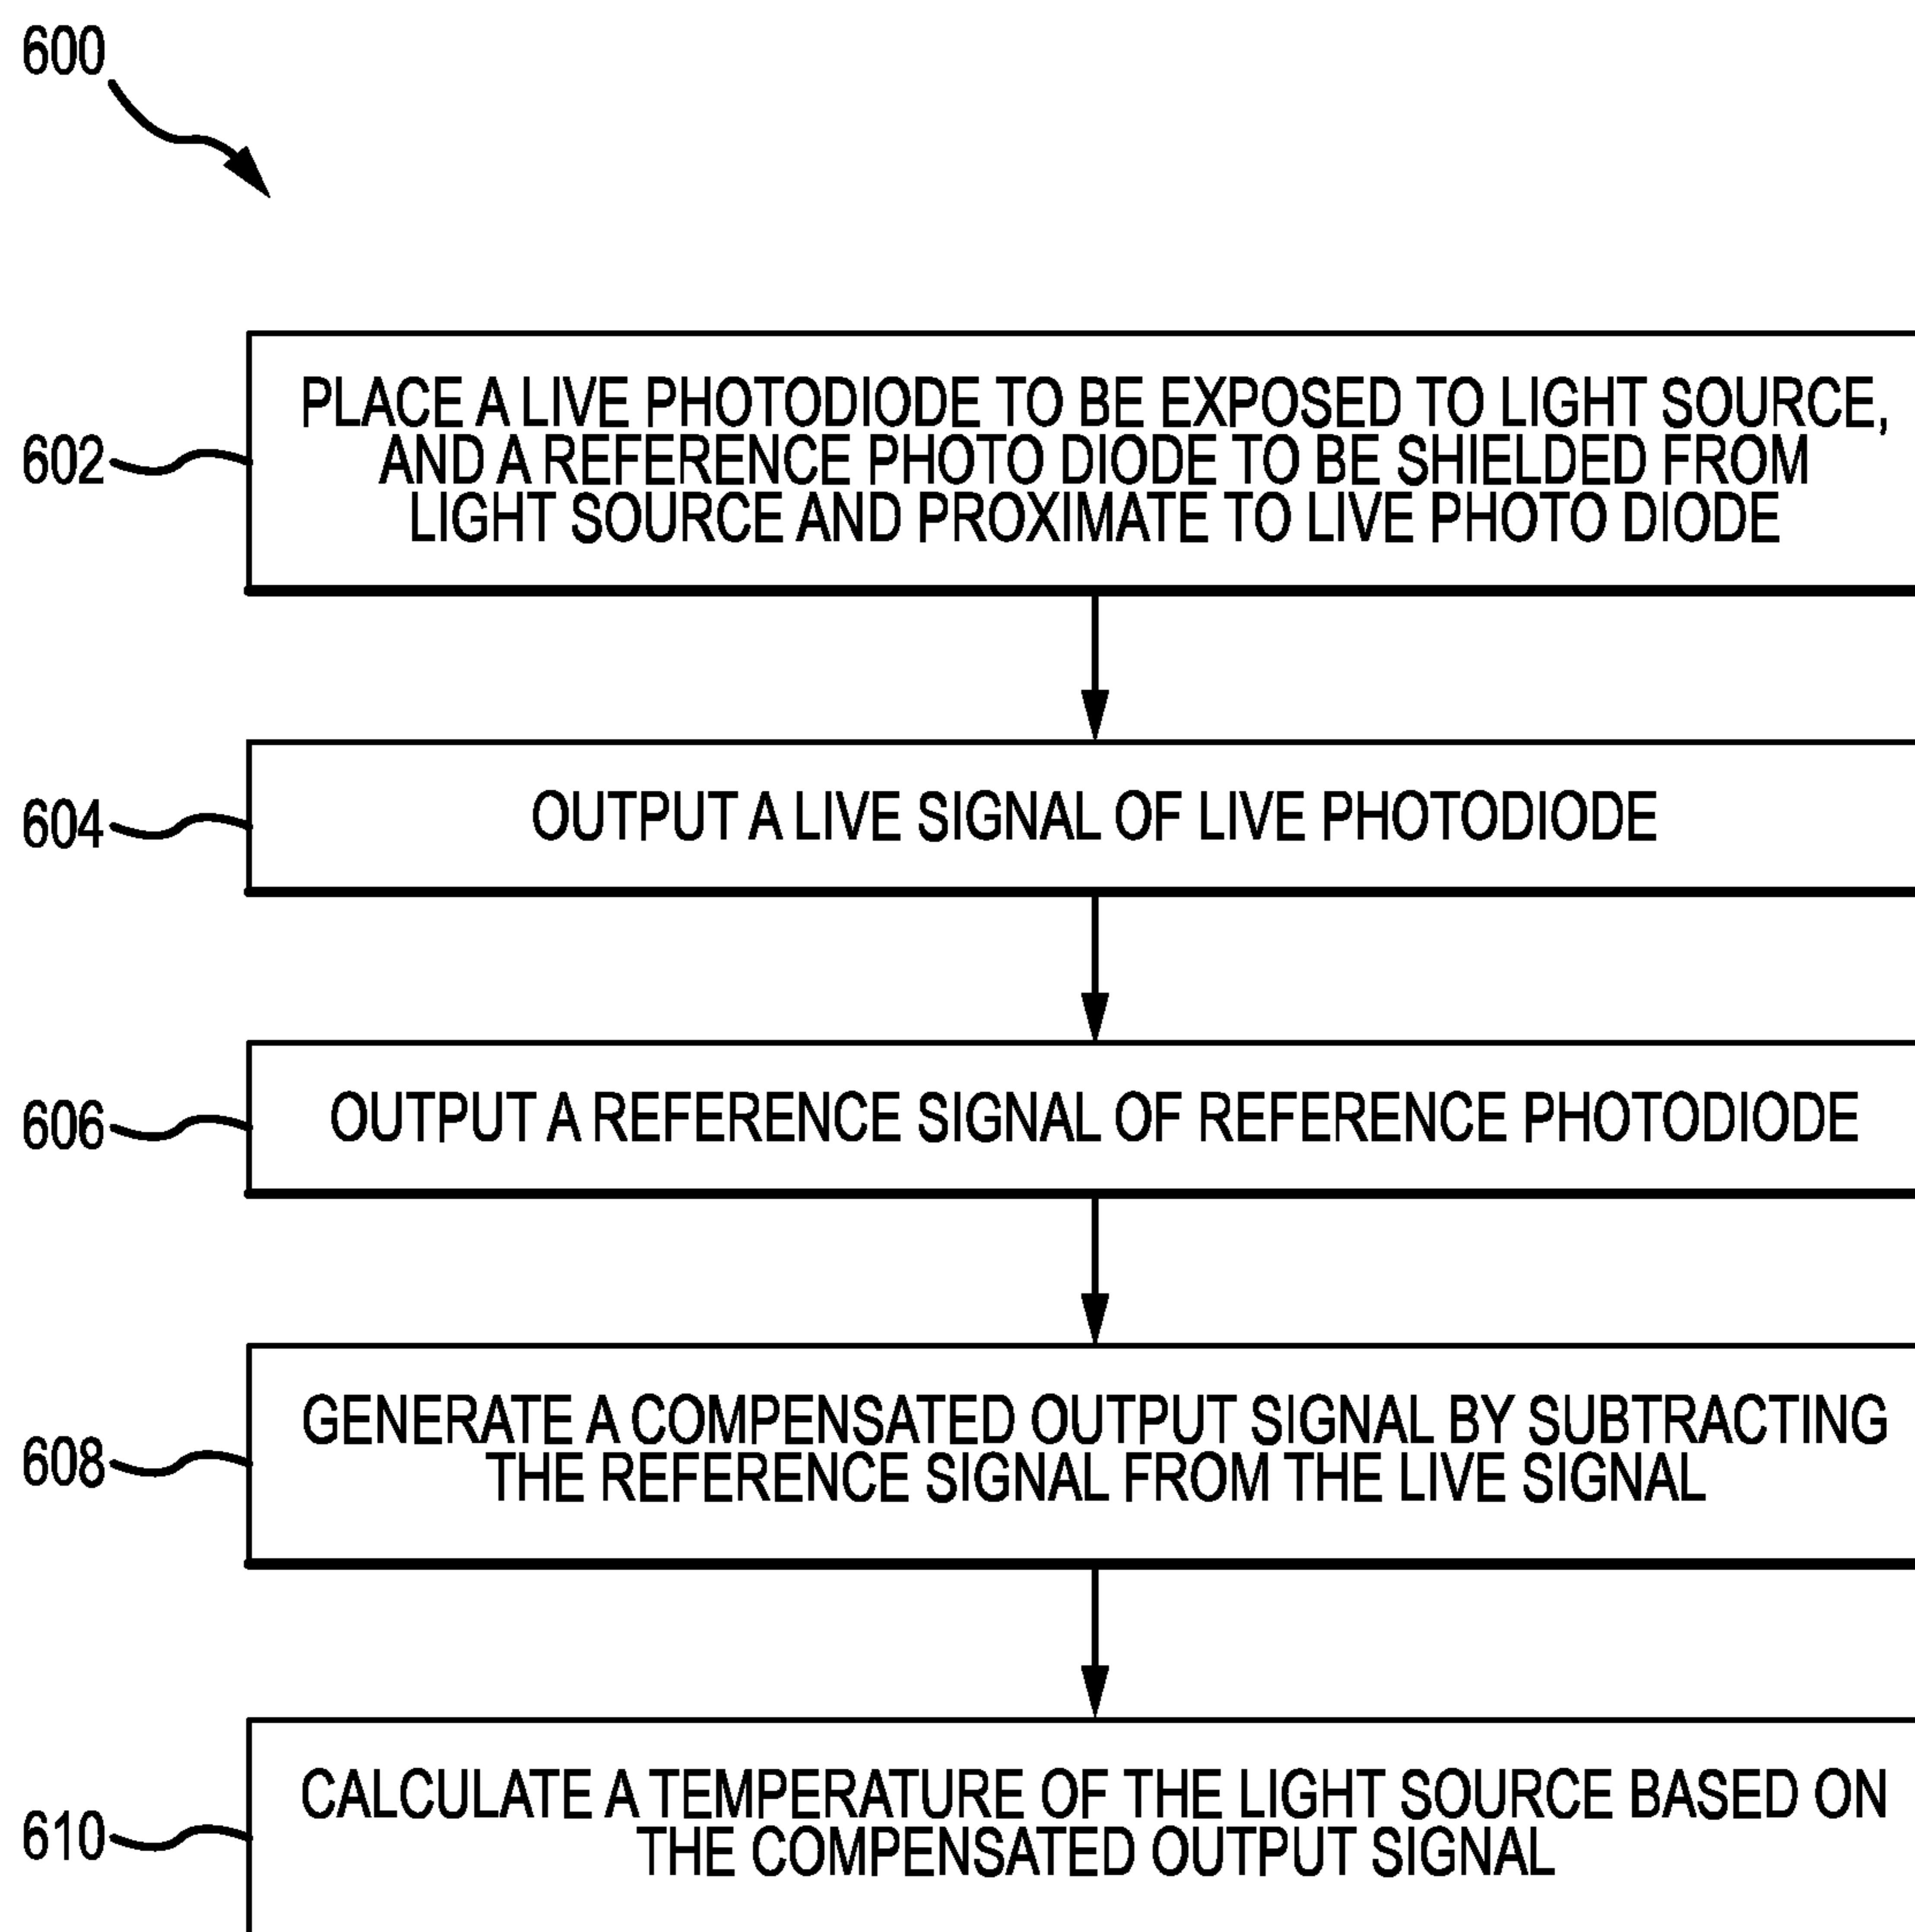 600
602
PLACE A LIVE PHOTODIODE TO BE EXPOSED TO LIGHT SOURCE,
AND A REFERENCE PHOTO DIODE TO BE SHIELDED FROM
LIGHT SOURCE AND PROXIMATE TO LIVE PHOTO DIODE
604
OUTPUT A LIVE SIGNAL OF LIVE PHOTODIODE
606
OUTPUT A REFERENCE SIGNAL OF REFERENCE PHOTODIODE
608
GENERATE A COMPENSATED OUTPUT SIGNAL BY SUBTRACTING
THE REFERENCE SIGNAL FROM THE LIVE SIGNAL
610
CALCULATE A TEMPERATURE OF THE LIGHT SOURCE BASED ON
THE COMPENSATED OUTPUT SIGNAL